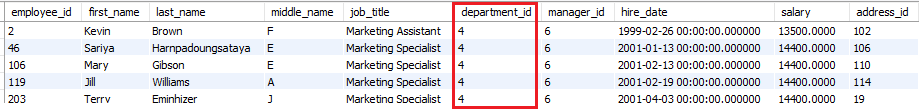 employee_id first_name last_name middle_name job_title department_id manager_id hire_date salary address_id
2 Kevin Brown F Marketing Assistant 4 6 1999-02-26 00:00:00.000000 13500.0000 102
46 Sariya Harnpadoungsataya E Marketing Specialist 4 6 2001-01-13 00:00:00.000000 14400.0000 106
106 Mary Gibson E Marketing Specialist 4 6 2001-02-13 00:00:00.000000 14400.0000 110
119 Jill Williams A Marketing Specialist 4 6 2001-02-19 00:00:00.000000 14400.0000 114
203 Terry Eminhizer J Marketing Specialist 4 6 2001-04-03 00:00:00.000000 14400.0000 19